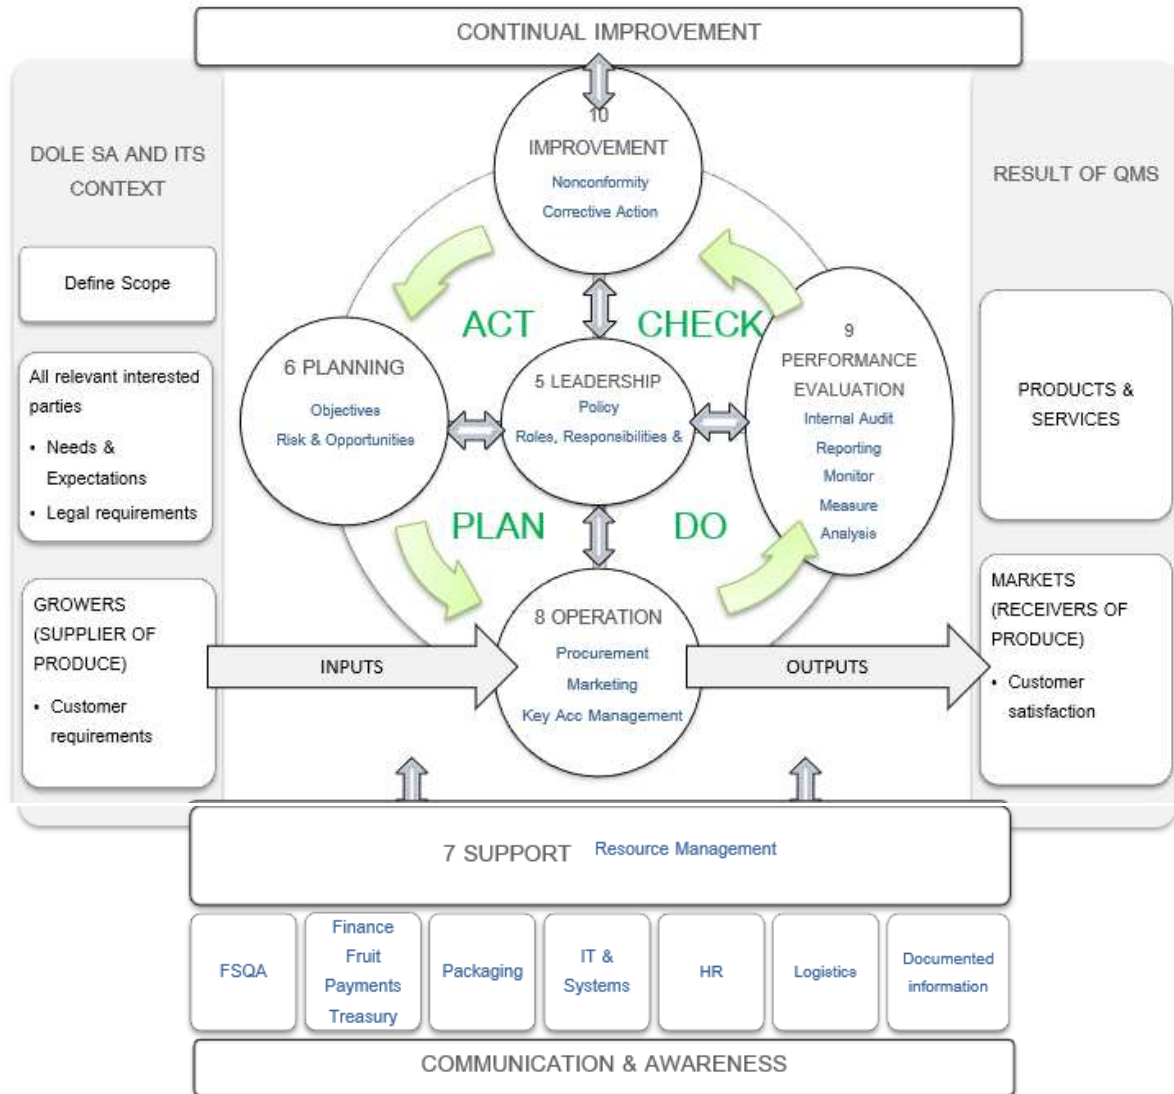 CONTINUAL IMPROVEMENT
DOLE SA AND ITS
CONTEXT
Define Scope
All relevant interested
parties
• Needs &
Expectations
• Legal requirements
GROWERS
(SUPPLIER OF
PRODUCE)
• Customer
requirements
10
IMPROVEMENT
Nonconformity
Corrective Action
ACT
CHECK
6 PLANNING
Objectives
Risk & Opportunities
5 LEADERSHIP
Policy
Roles, Responsibilities &
9
PERFORMANCE
EVALUATION
Internal Audit
Reporting
Monitor
Measure
Analysis
PLAN
DO
8 OPERATION
Procurement
Marketing
Key Acc Management
INPUTS
OUTPUTS
RESULT OF QMS
PRODUCTS &
SERVICES
MARKETS
(RECEIVERS OF
PRODUCE)
• Customer
satisfaction
7 SUPPORT Resource Management
FSQA
Finance
Fruit
Payments
Treasury
Packaging
IT &
Systems
HR
Logistics
Documented
information
COMMUNICATION & AWARENESS